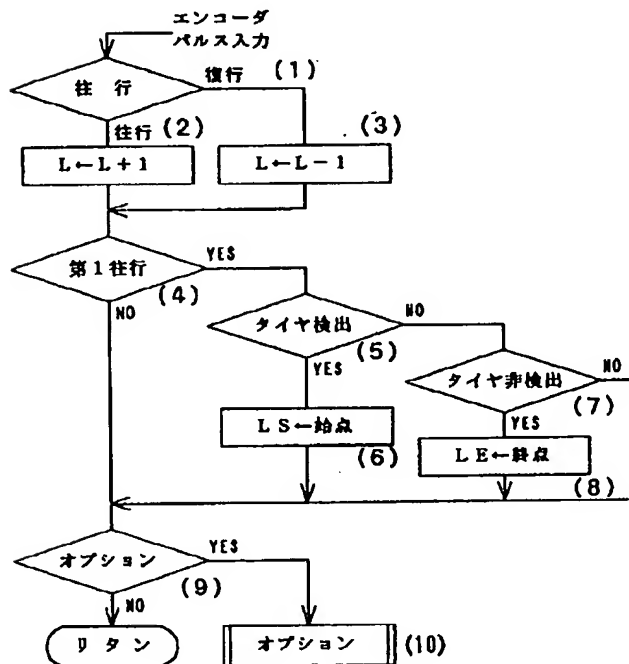 エンコーダ
パルス入力
往行
復行 (1)
往行 (2)
(3)
L←L+1
L←L-1
第1往行
YES
(4)
NO
タイヤ検出
NO
(5)
YES
タイヤ非検出
NO
(7)
YES
LS←始点
(6)
LE←終点
(8)
オプション
YES
(9)
NO
リタン
オプション
(10)